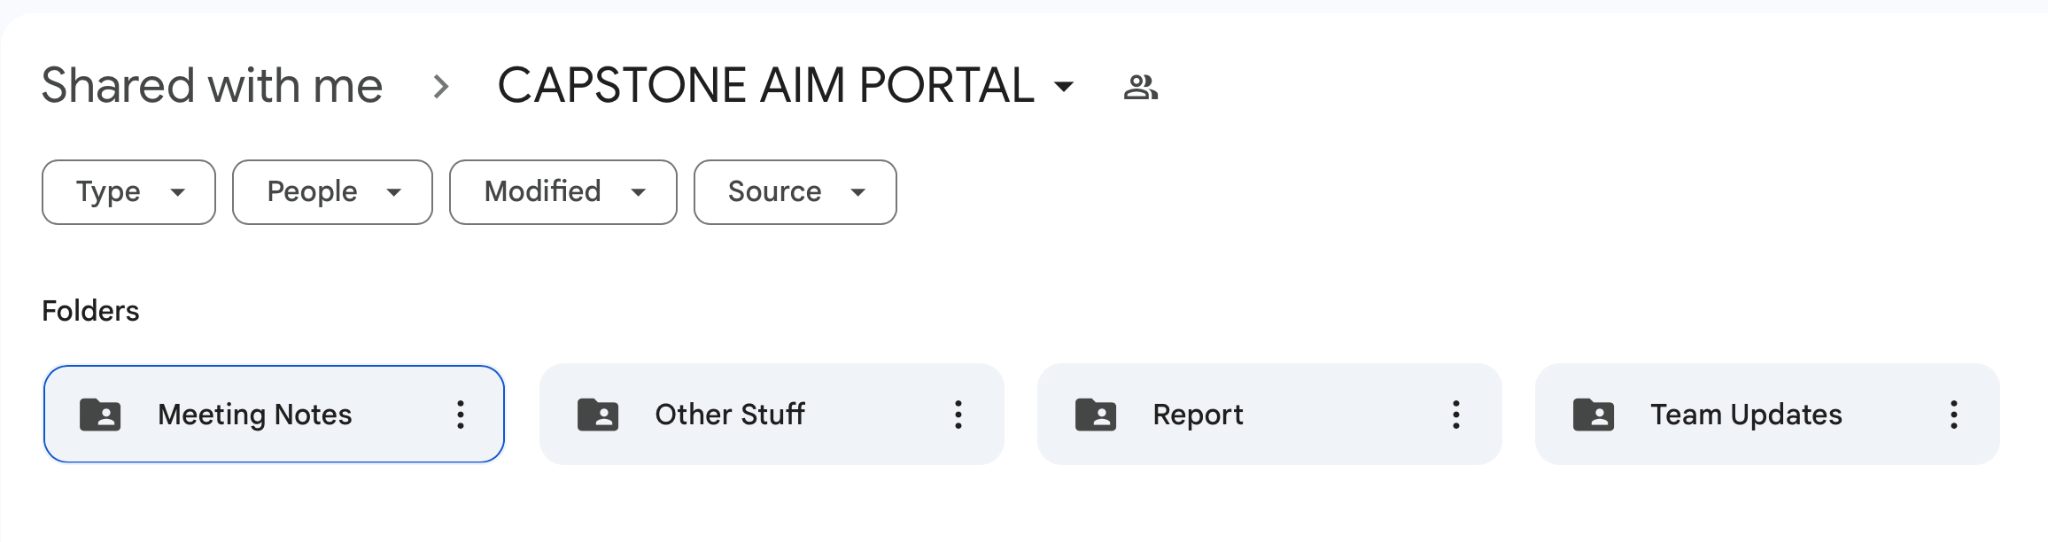 Shared with me > CAPSTONE AIM PORTAL
Type People Modified Source
Folders
Meeting Notes Other Stuff Report Team Updates